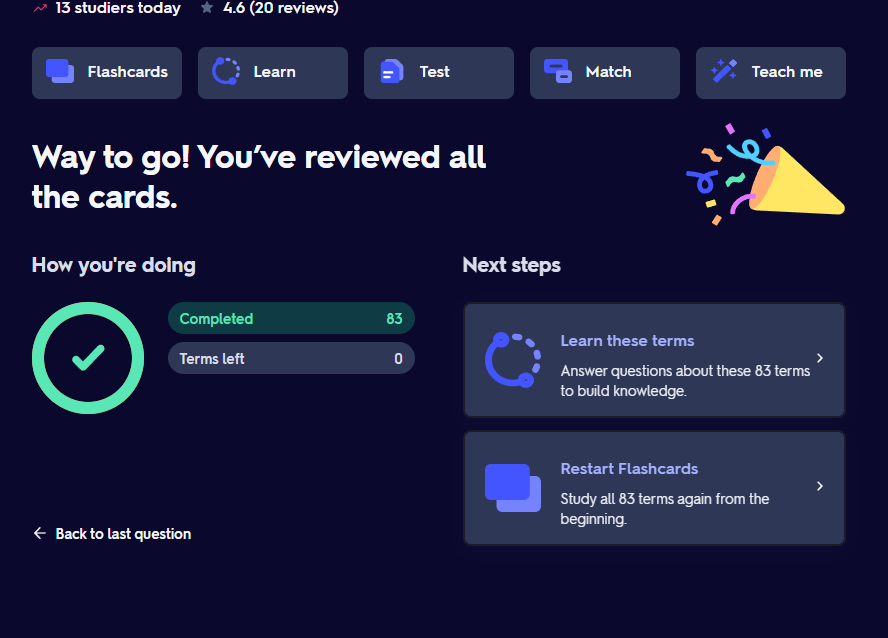 13 studiers today
4.6 (20 reviews)
Flashcards
Learn
Test
Match
Teach me
Way to go! You've reviewed all
the cards.
How you're doing
Completed 83
Terms left 0
Back to last question
Next steps
Learn these terms
Answer questions about these 83 terms
to build knowledge.
Restart Flashcards
Study all 83 terms again from the
beginning.